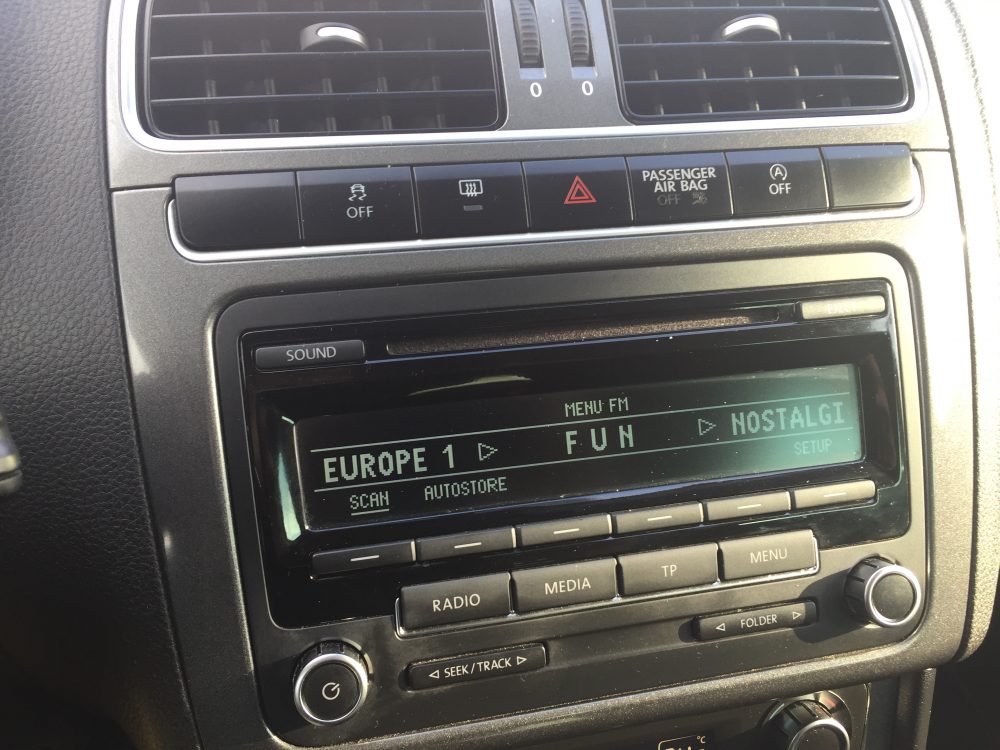 0 0
OFF
PASSENGER
AIR BAG
OFF
A
OFF
SOUND
MENU FM
EUROPE 1 ▷ FUN ▷ NOSTALGI
SCAN AUTOSTORE SETUP
RADIO MEDIA TP MENU
◁ SEEK / TRACK ▷ ◁ FOLDER ▷
°C